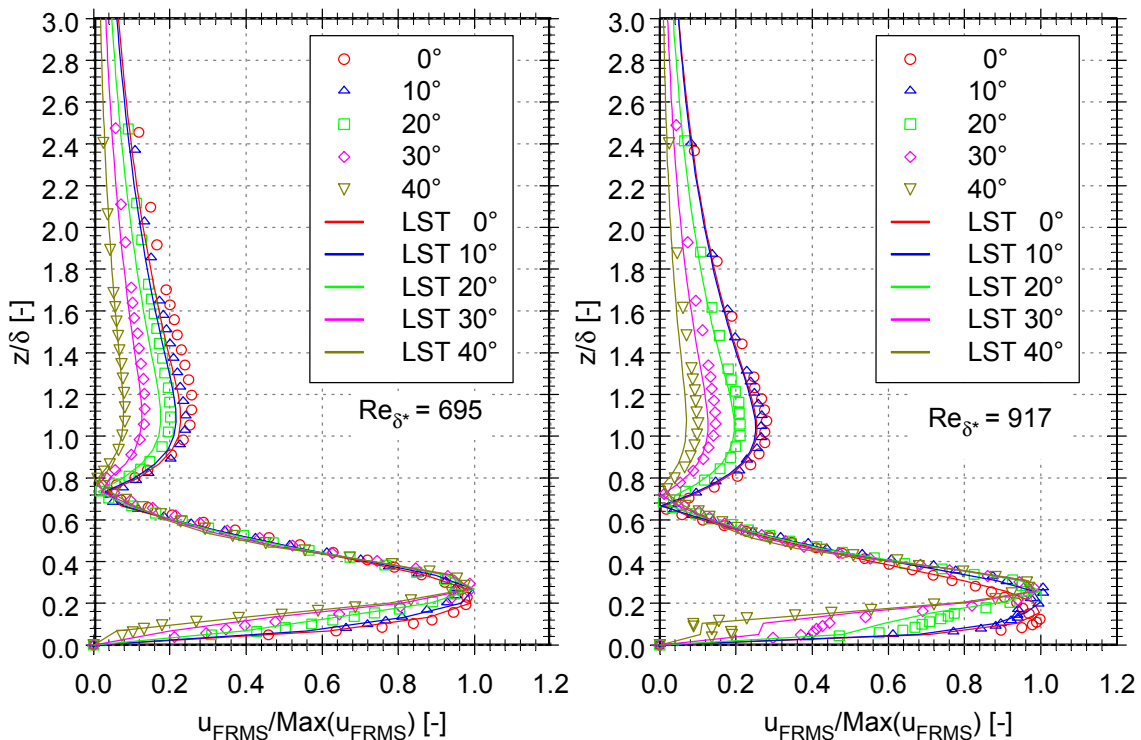 3.0
2.8
2.6
2.4
2.2
2.0
1.8
1.6
1.4
1.2
1.0
0.8
0.6
0.4
0.2
0.0
z/δ [-]
0°
10°
20°
30°
40°
LST 0°
LST 10°
LST 20°
LST 30°
LST 40°
Reδ* = 695
0.0 0.2 0.4 0.6 0.8 1.0 1.2
uFRMS/Max(uFRMS) [-]
3.0
2.8
2.6
2.4
2.2
2.0
1.8
1.6
1.4
1.2
1.0
0.8
0.6
0.4
0.2
0.0
z/δ [-]
0°
10°
20°
30°
40°
LST 0°
LST 10°
LST 20°
LST 30°
LST 40°
Reδ* = 917
0.0 0.2 0.4 0.6 0.8 1.0 1.2
uFRMS/Max(uFRMS) [-]